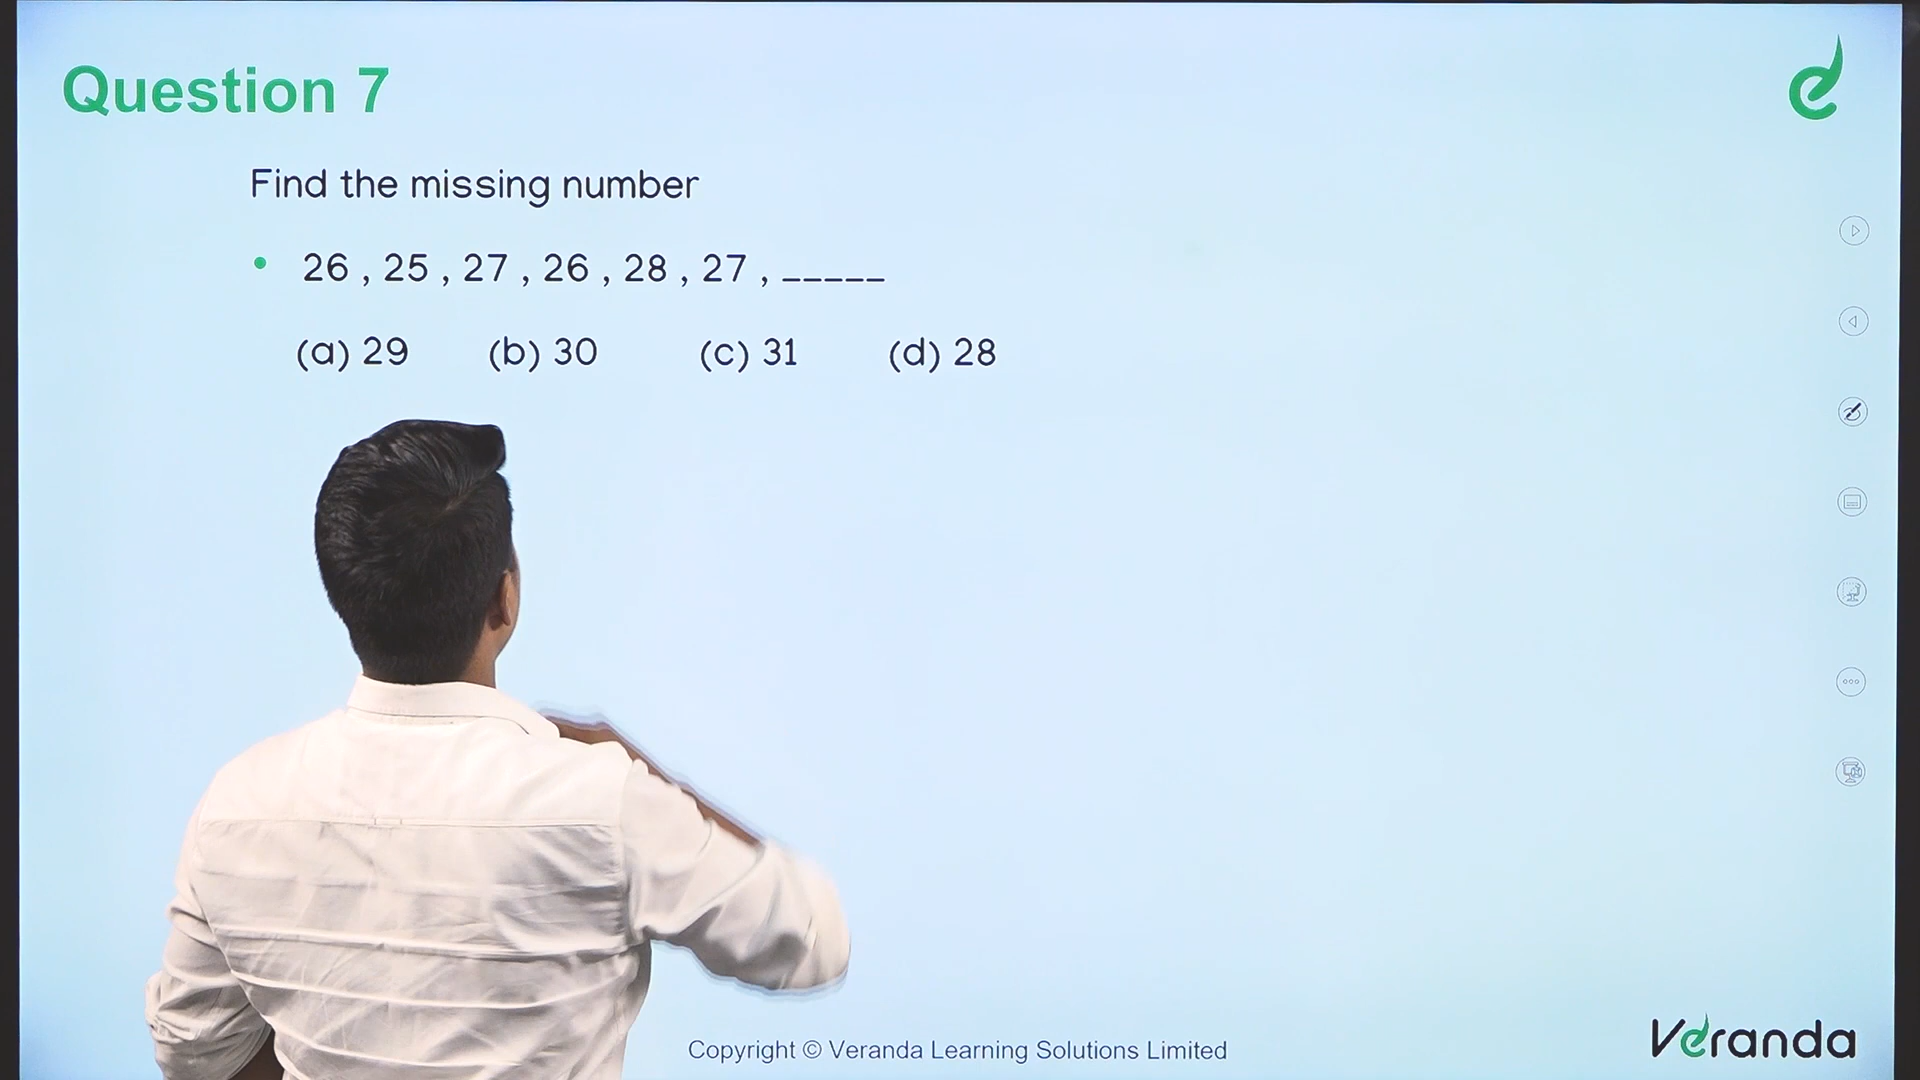 Question 7
Find the missing number
• 26 , 25 , 27 , 26 , 28 , 27 , _____
(a) 29 (b) 30 (c) 31 (d) 28
Copyright © Veranda Learning Solutions Limited
Veranda